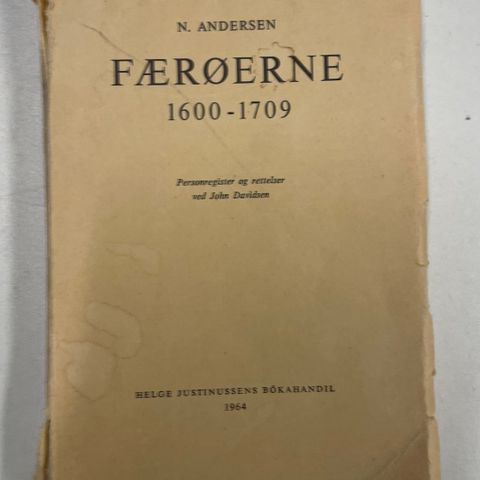 N. ANDERSEN
FÆRØERNE
1600-1709
Personregister og rettelser
ved John Davidsen
HELGE JUSTINUSSENS BÓKAHANDIL
1964